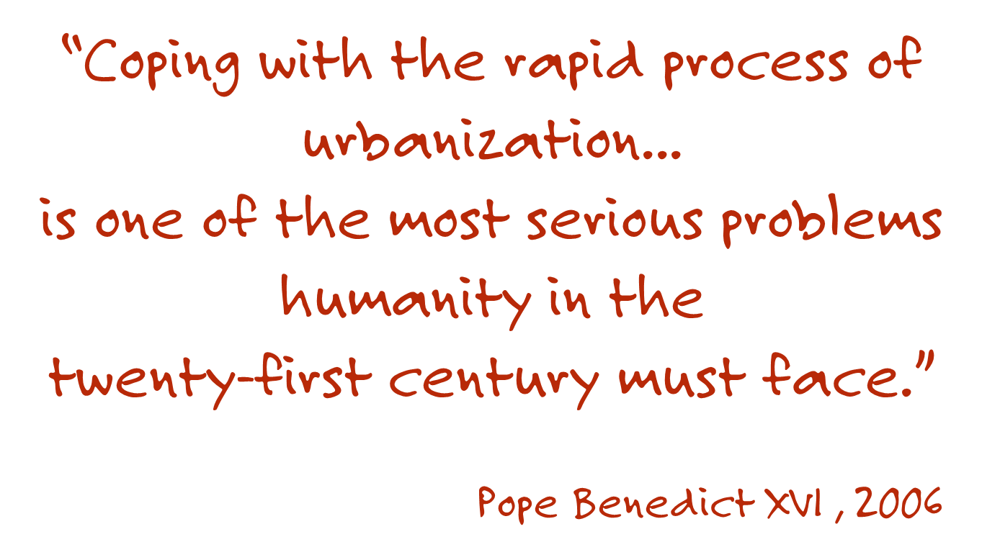 “Coping with the rapid process of
urbanization...
is one of the most serious problems
humanity in the
twenty-first century must face.”
Pope Benedict XVI , 2006